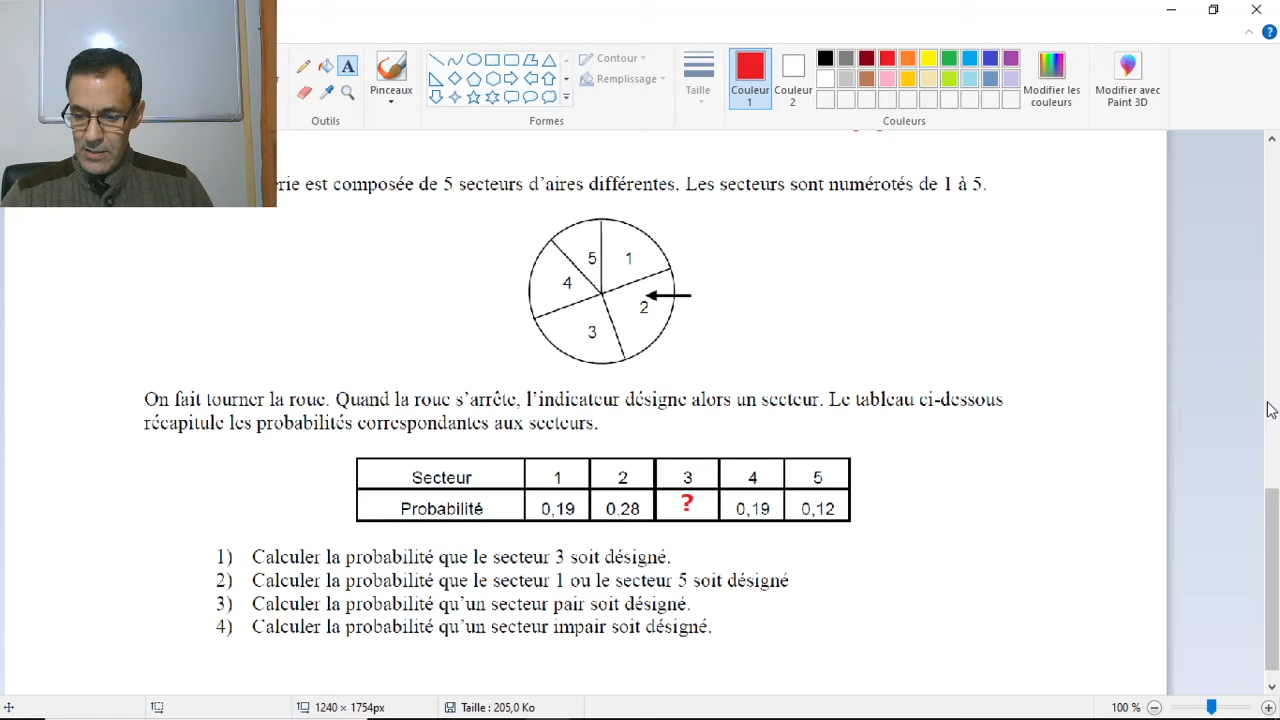 A
Pinceaux
Contour
Remplissage
Taille
Couleur
1
Couleur
2
Modifier les
couleurs
Modifier avec
Paint 3D
Outils
Formes
Couleurs
est composée de 5 secteurs d'aires différentes. Les secteurs sont numérotés de 1 à 5.
5
1
4
2
3
On fait tourner la roue. Quand la roue s'arrête, l'indicateur désigne alors un secteur. Le tableau ci-dessous
récapitule les probabilités correspondantes aux secteurs.
Secteur 1 2 3 4 5
Probabilité 0,19 0,28 ? 0,19 0,12
1) Calculer la probabilité que le secteur 3 soit désigné.
2) Calculer la probabilité que le secteur 1 ou le secteur 5 soit désigné
3) Calculer la probabilité qu'un secteur pair soit désigné.
4) Calculer la probabilité qu'un secteur impair soit désigné.
1240 × 1754px
Taille : 205,0 Ko
100 %